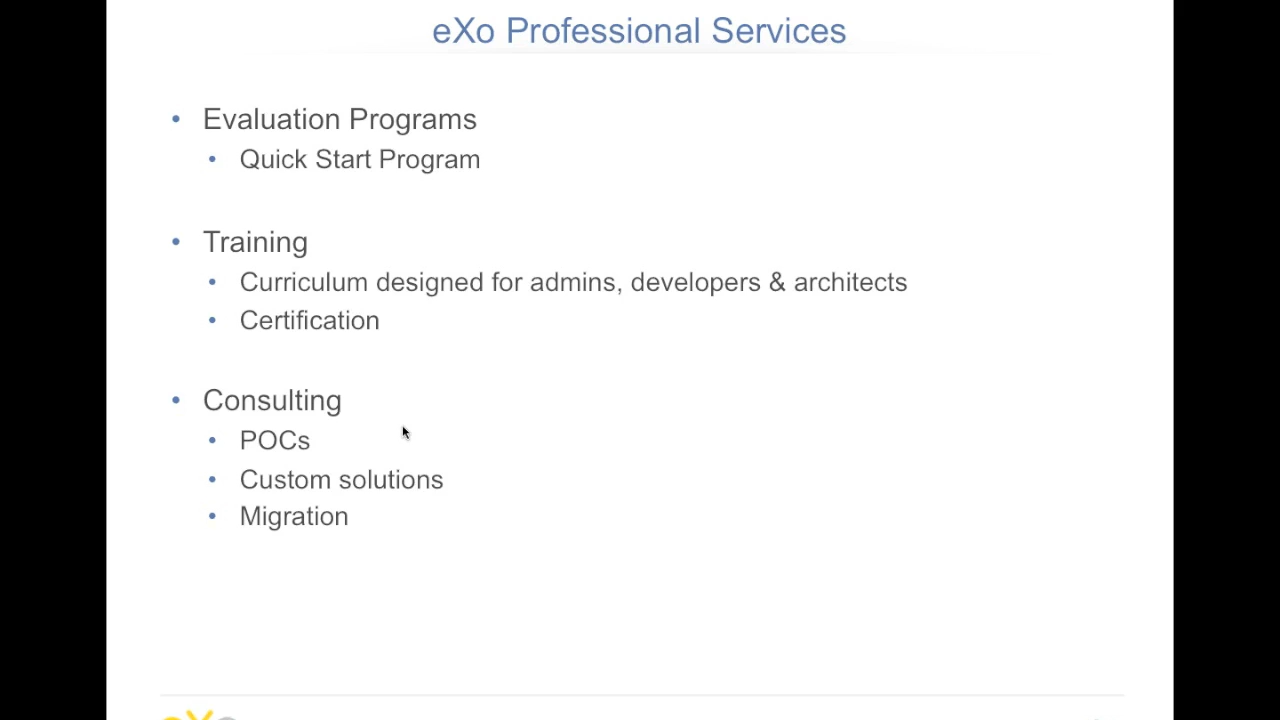 eXo Professional Services
• Evaluation Programs
• Quick Start Program
• Training
• Curriculum designed for admins, developers & architects
• Certification
• Consulting
• POCs
• Custom solutions
• Migration